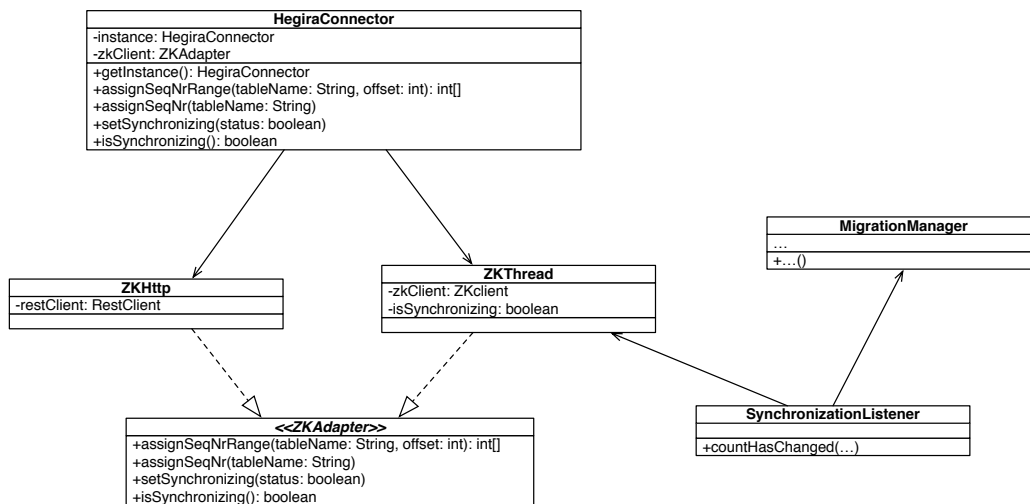 HegiraConnector
-instance: HegiraConnector
-zkClient: ZKAdapter
+getInstance(): HegiraConnector
+assignSeqNrRange(tableName: String, offset: int): int[]
+assignSeqNr(tableName: String)
+setSynchronizing(status: boolean)
+isSynchronizing(): boolean
MigrationManager
…
+…()
ZKHttp
-restClient: RestClient
ZKThread
-zkClient: ZKclient
-isSynchronizing: boolean
<<ZKAdapter>>
+assignSeqNrRange(tableName: String, offset: int): int[]
+assignSeqNr(tableName: String)
+setSynchronizing(status: boolean)
+isSynchronizing(): boolean
SynchronizationListener
+countHasChanged(…)